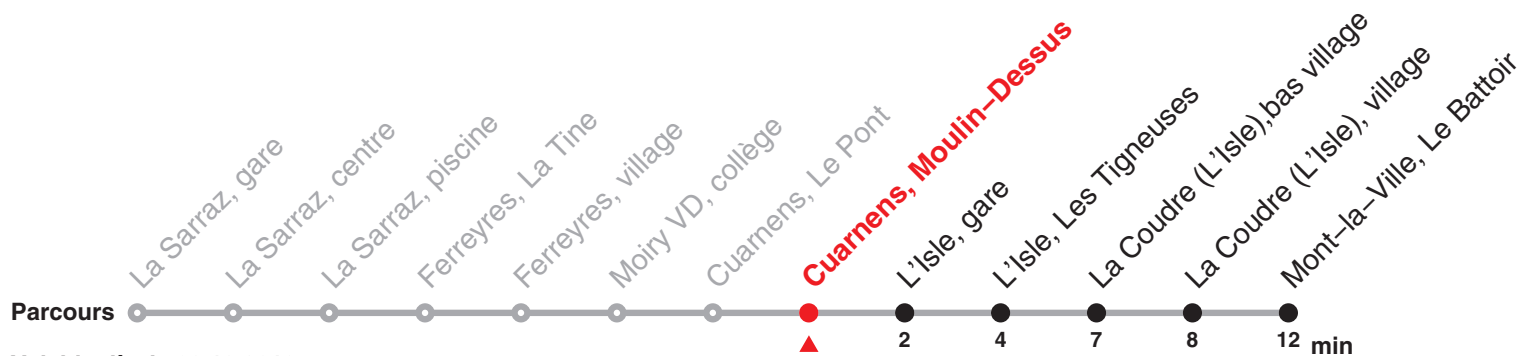 La Sarraz, gare
La Sarraz, centre
La Sarraz, piscine
Ferreyres, La Tine
Ferreyres, village
Moiry VD, collège
Cuarnens, Le Pont
Cuarnens, Moulin–Dessus
L'Isle, gare
L'Isle, Les Tigneuses
La Coudre (L'Isle),bas village
La Coudre (L'Isle), village
Mont–la–Ville, Le Battoir
Parcours
2 4 7 8 12 min